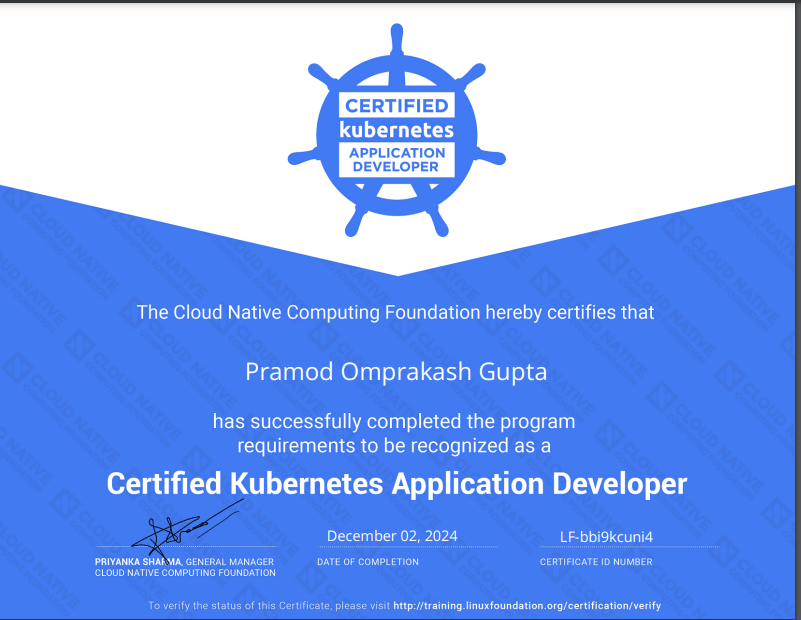 CERTIFIED
kubernetes
APPLICATION
DEVELOPER
The Cloud Native Computing Foundation hereby certifies that
Pramod Omprakash Gupta
has successfully completed the program
requirements to be recognized as a
Certified Kubernetes Application Developer
December 02, 2024
LF-bbi9kcuni4
PRIYANKA SHARMA, GENERAL MANAGER
CLOUD NATIVE COMPUTING FOUNDATION
DATE OF COMPLETION
CERTIFICATE ID NUMBER
To verify the status of this Certificate, please visit http://training.linuxfoundation.org/certification/verify